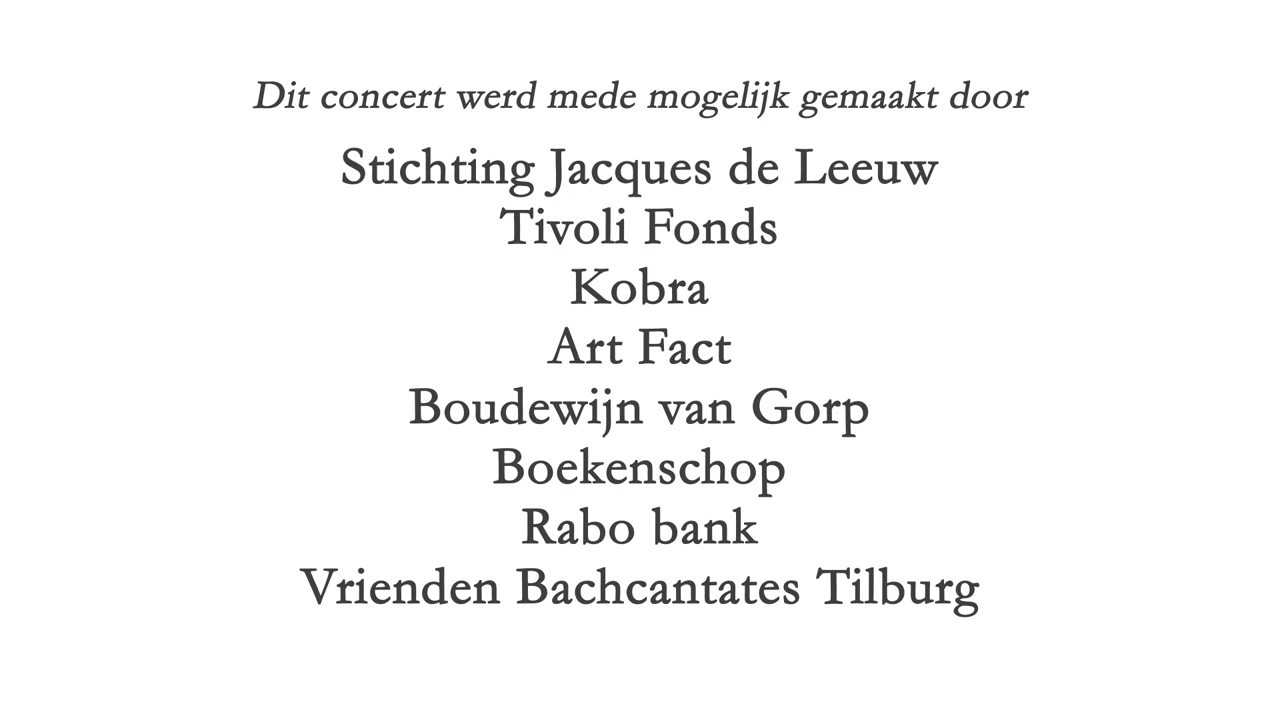 Dit concert werd mede mogelijk gemaakt door
Stichting Jacques de Leeuw
Tivoli Fonds
Kobra
Art Fact
Boudewijn van Gorp
Boekenschop
Rabo bank
Vrienden Bachcantates Tilburg